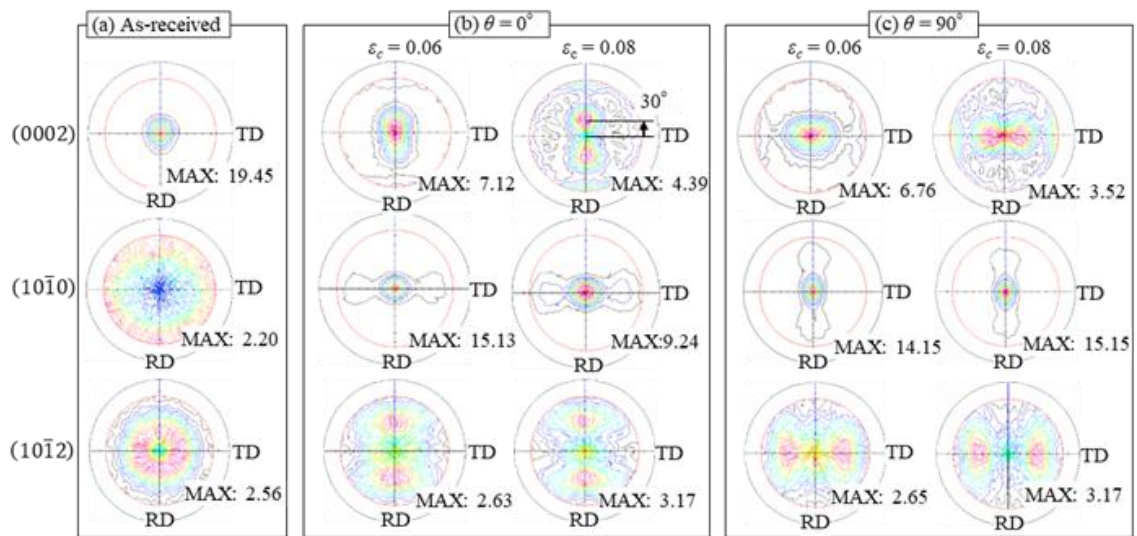 (a) As-received
(b) θ = 0°
(c) θ = 90°
ε_c = 0.06
ε_c = 0.08
ε_c = 0.06
ε_c = 0.08
(0002)
TD
MAX: 19.45
TD
MAX: 7.12
RD
30°
TD
MAX: 4.39
RD
TD
MAX: 6.76
RD
TD
MAX: 3.52
RD
RD
(101̄0)
TD
MAX: 2.20
RD
TD
MAX: 15.13
RD
TD
MAX:9.24
RD
TD
MAX: 14.15
RD
TD
MAX: 15.15
RD
(101̄2)
TD
MAX: 2.56
RD
TD
MAX: 2.63
RD
TD
MAX: 3.17
RD
TD
MAX: 2.65
RD
TD
MAX: 3.17
RD